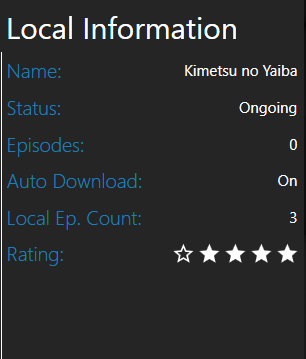 Local Information
Name: Kimetsu no Yaiba
Status: Ongoing
Episodes: 0
Auto Download: On
Local Ep. Count: 3
Rating: